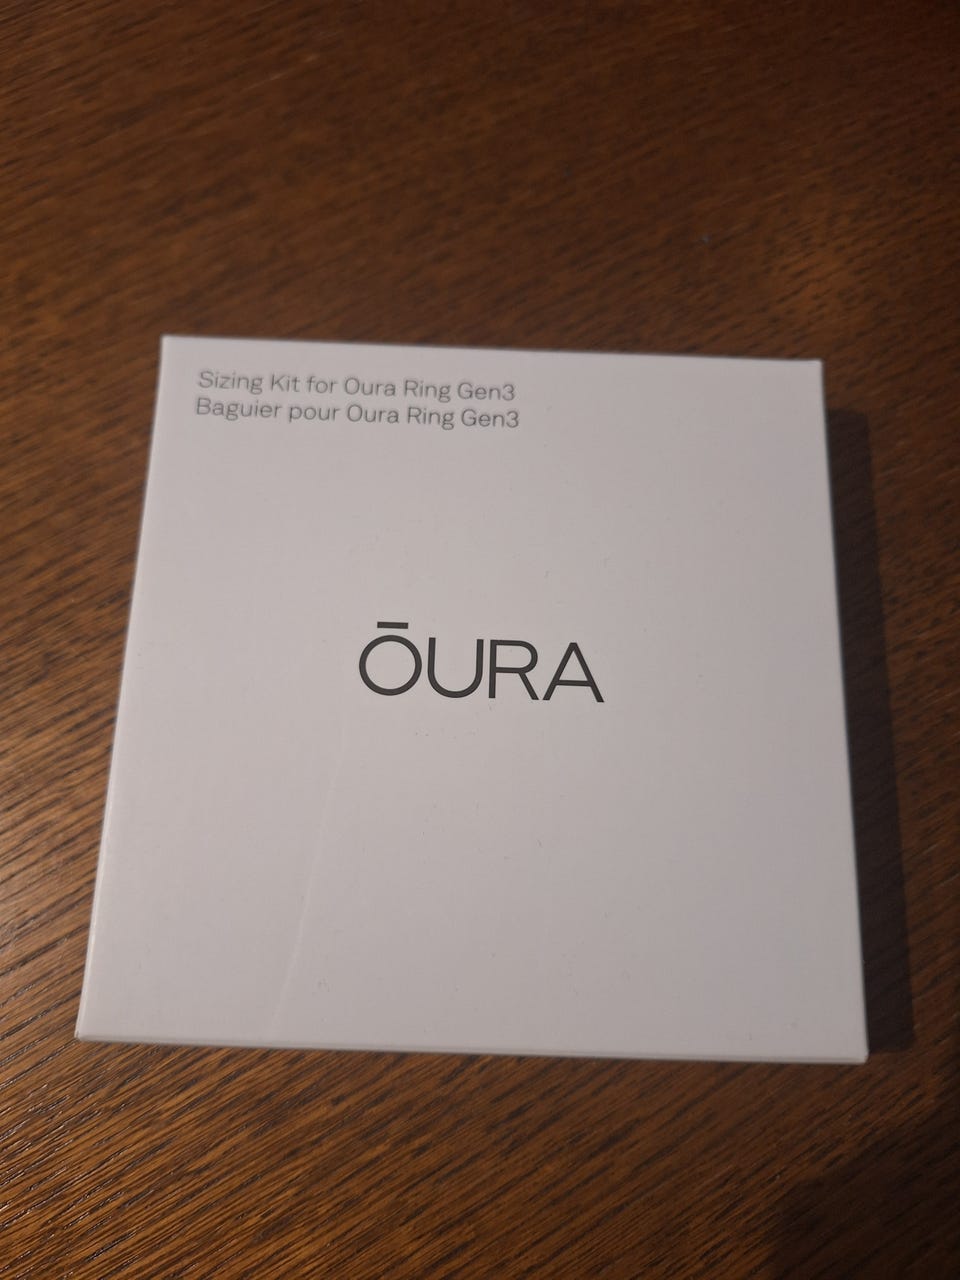 Sizing Kit for Oura Ring Gen3
Baguier pour Oura Ring Gen3
ŌURA